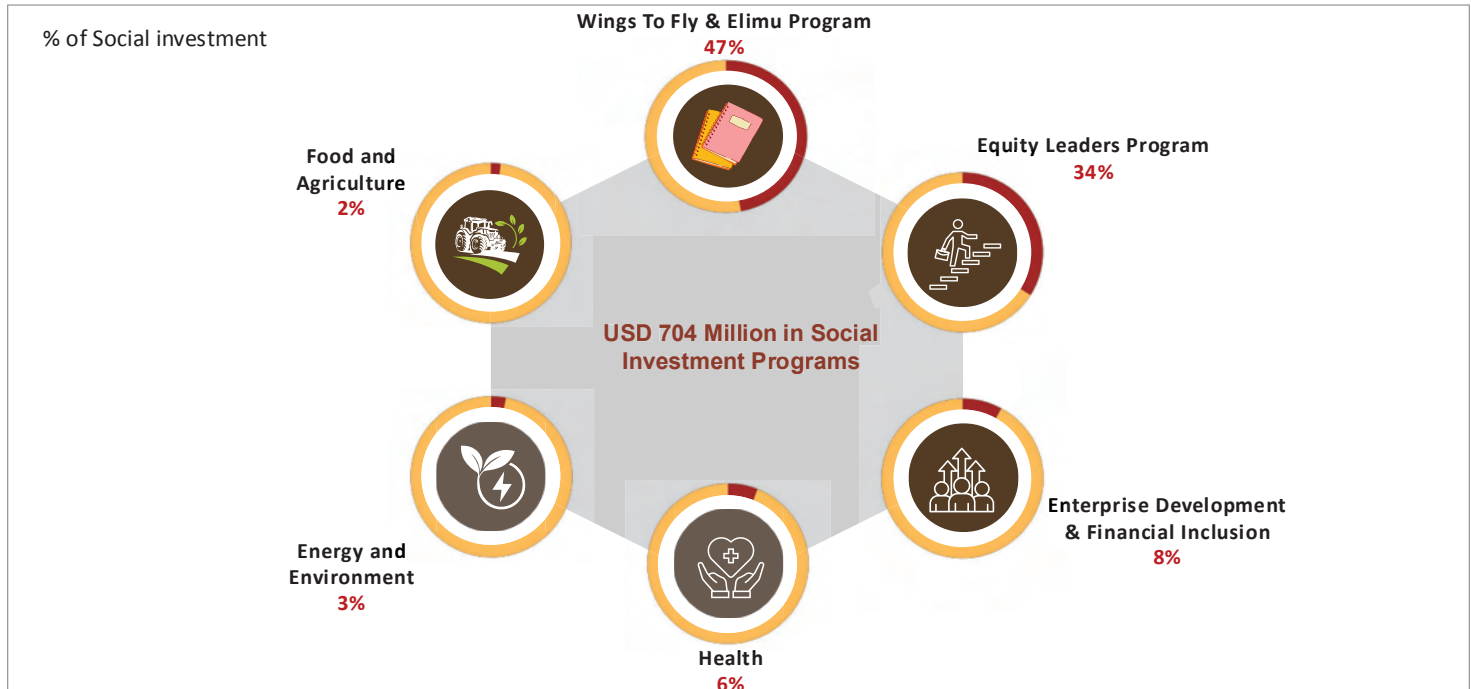 % of Social investment
Wings To Fly & Elimu Program
47%
Equity Leaders Program
34%
Food and
Agriculture
2%
USD 704 Million in Social
Investment Programs
Enterprise Development
& Financial Inclusion
8%
Energy and
Environment
3%
Health
6%